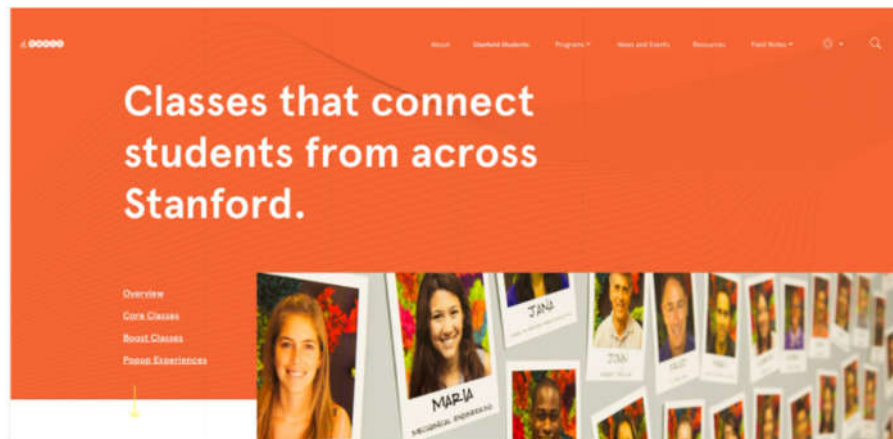 About
Stanford Students
Programs
News and Events
Resources
Field Notes
Classes that connect
students from across
Stanford.
Overview
Core Classes
Boost Classes
Popup Experiences
JANA
JOHN
MARIA
MECHANICAL ENGINEERING